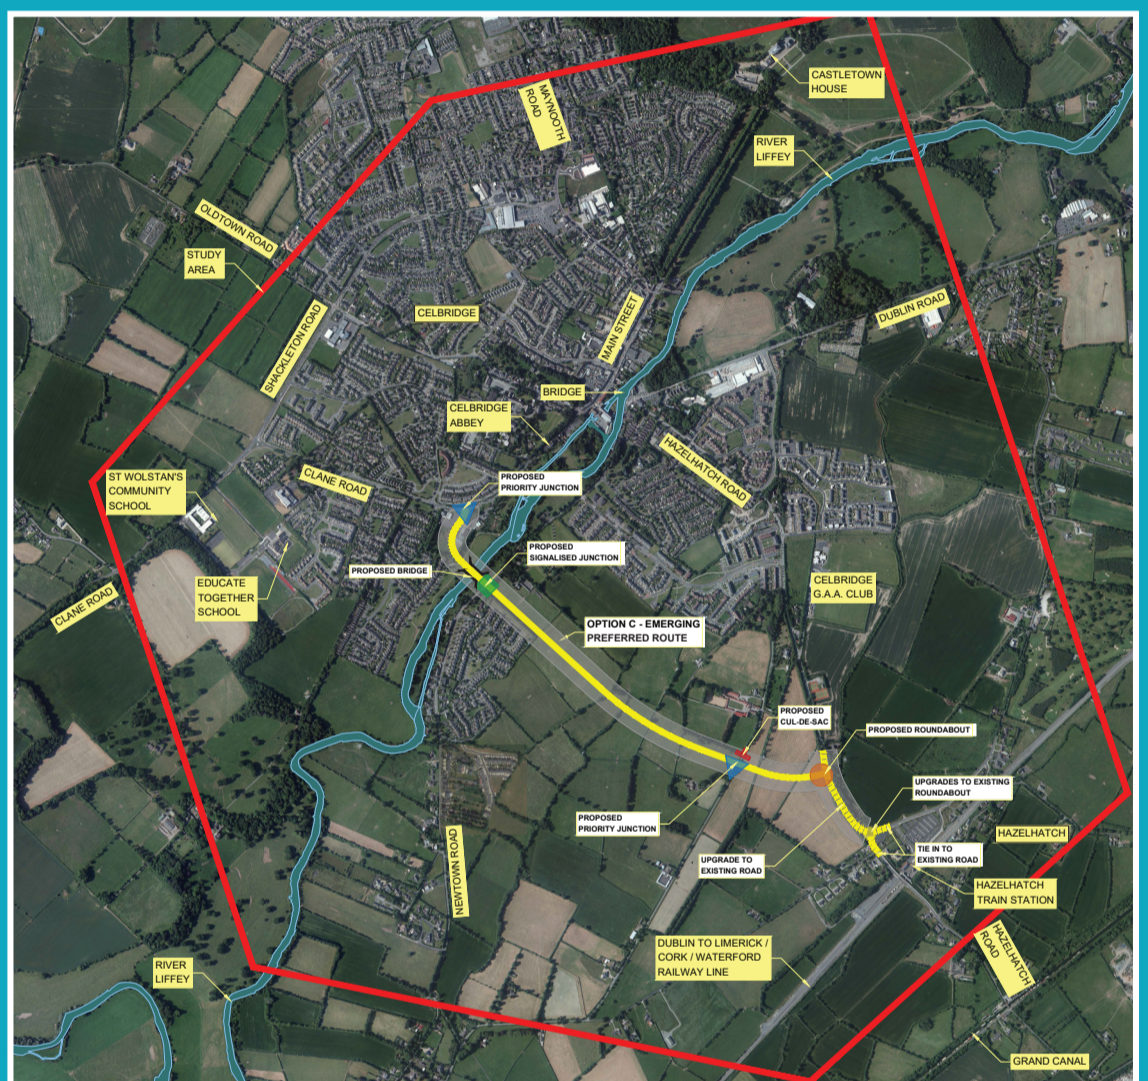 CASTLETOWN
HOUSE
MAYNOOTH
ROAD
RIVER
LIFFEY
OLDTOWN ROAD
STUDY
AREA
CELBRIDGE
MAIN STREET
DUBLIN ROAD
SHACKLETON ROAD
BRIDGE
CELBRIDGE
ABBEY
HAZELHATCH ROAD
CLANE ROAD
ST WOLSTAN'S
COMMUNITY
SCHOOL
PROPOSED
PRIORITY JUNCTION
PROPOSED
SIGNALISED JUNCTION
PROPOSED BRIDGE
EDUCATE
TOGETHER
SCHOOL
CLANE ROAD
CELBRIDGE
G.A.A. CLUB
OPTION C - EMERGING
PREFERRED ROUTE
PROPOSED
CUL-DE-SAC
PROPOSED ROUNDABOUT
UPGRADES TO EXISTING
ROUNDABOUT
PROPOSED
PRIORITY JUNCTION
HAZELHATCH
TIE IN TO
EXISTING ROAD
UPGRADE TO
EXISTING ROAD
NEWTOWN ROAD
HAZELHATCH
TRAIN STATION
DUBLIN TO LIMERICK /
CORK / WATERFORD
RAILWAY LINE
HAZELHATCH
ROAD
RIVER
LIFFEY
GRAND CANAL